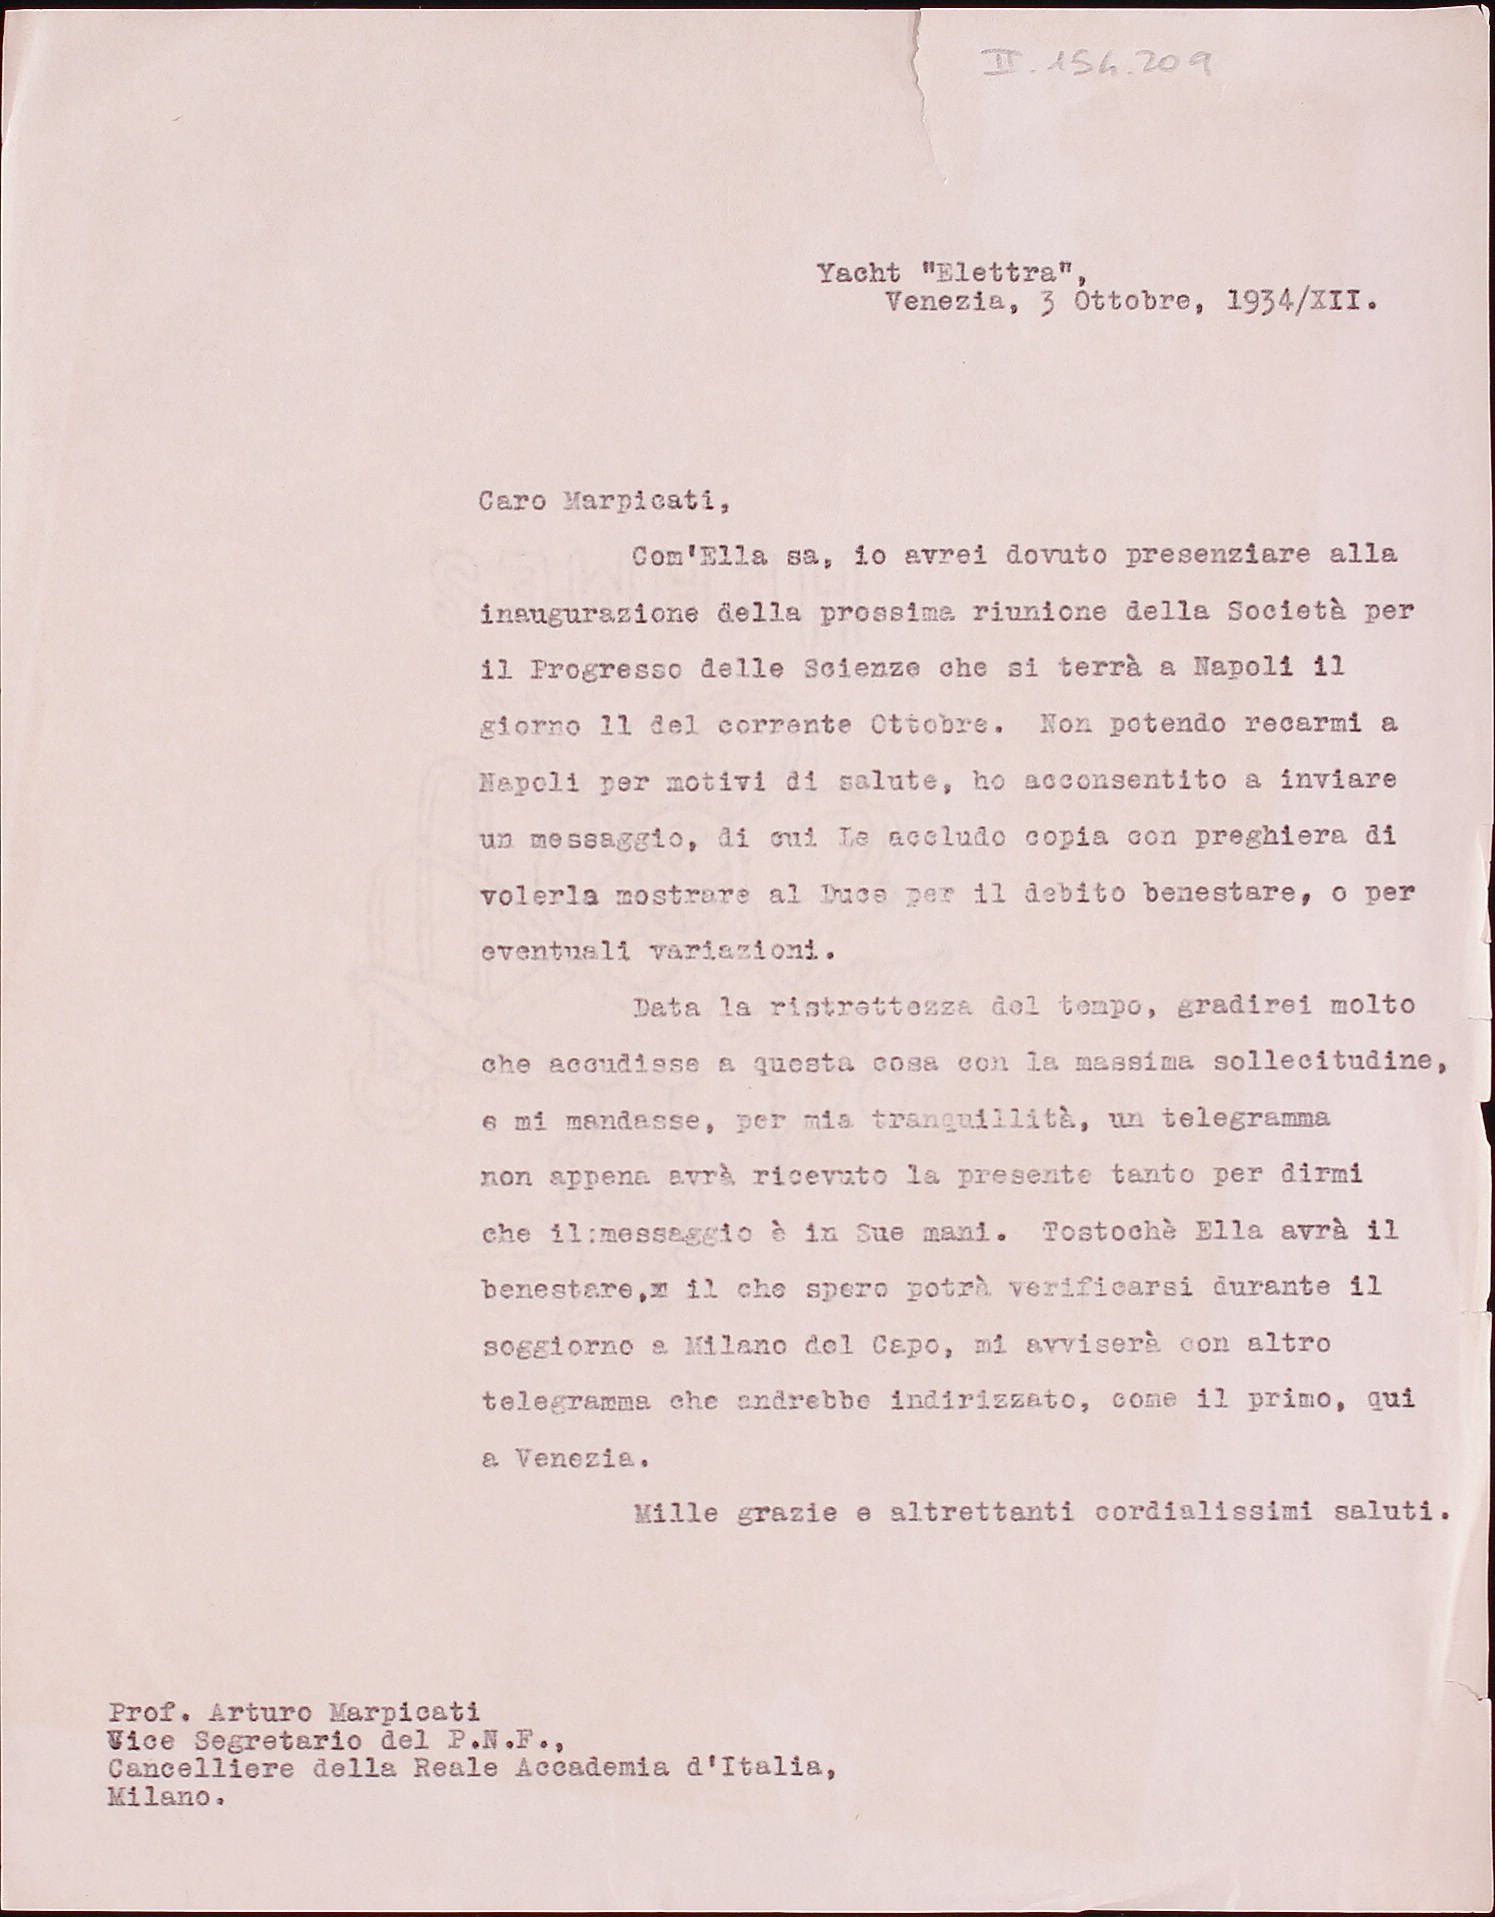 II.154.209
Yacht "Elettra",
Venezia, 3 Ottobre, 1934/XII.
Caro Marpicati,
Com'Ella sa, io avrei dovuto presenziare alla
inaugurazione della prossima riunione della Società per
il Progresso delle Scienze che si terrà a Napoli il
giorno 11 del corrente Ottobre. Non potendo recarmi a
Napoli per motivi di salute, ho acconsentito a inviare
un messaggio, di cui Le accludo copia con preghiera di
volerla mostrare al Duce per il debito benestare, o per
eventuali variazioni.
Data la ristrettezza del tempo, gradirei molto
che accudisse a questa cosa con la massima sollecitudine,
e mi mandasse, per mia tranquillità, un telegramma
non appena avrà ricevuto la presente tanto per dirmi
che il:messaggio è in Sue mani. Tostochè Ella avrà il
benestare,x il che spero potrà verificarsi durante il
soggiorno a Milano del Capo, mi avviserà con altro
telegramma che andrebbe indirizzato, come il primo, qui
a Venezia.
Mille grazie e altrettanti cordialissimi saluti.
Prof. Arturo Marpicati
Vice Segretario del P.N.F.,
Cancelliere della Reale Accademia d'Italia,
Milano.